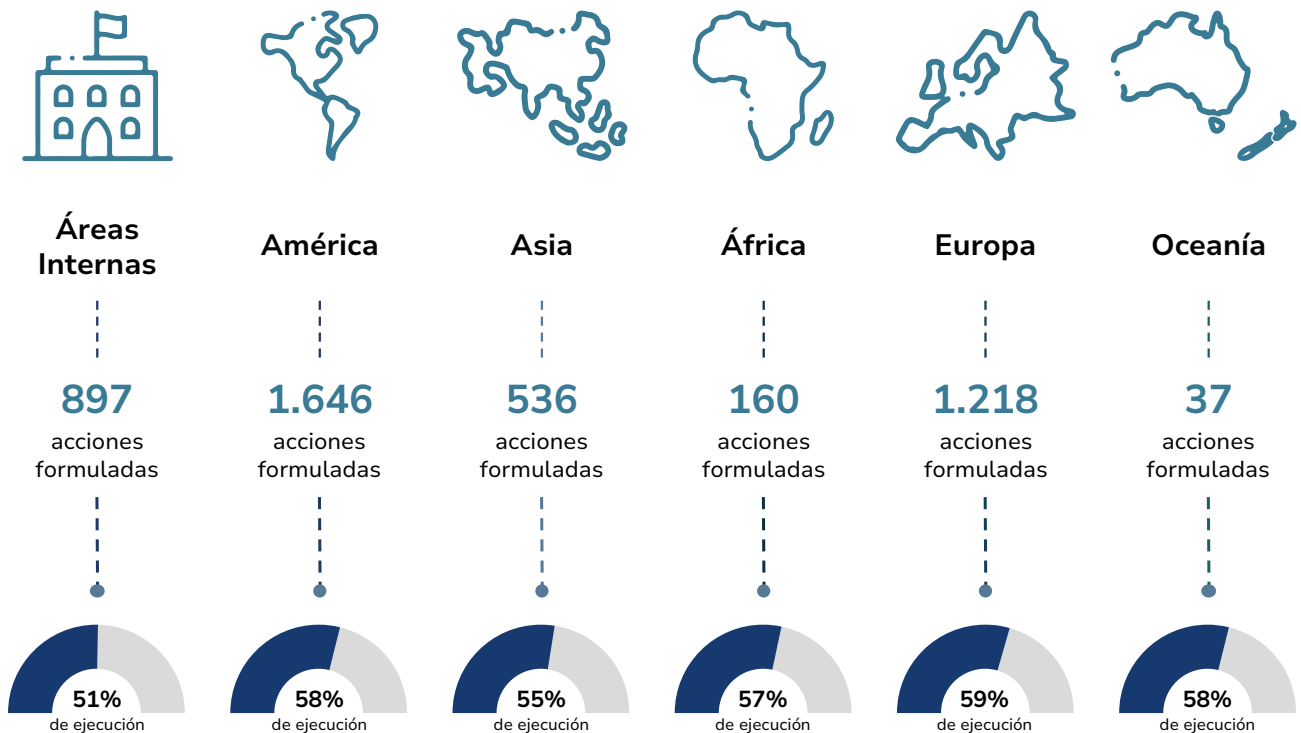 Áreas
Internas
América
Asia
África
Europa
Oceanía
897
acciones
formuladas
1.646
acciones
formuladas
536
acciones
formuladas
160
acciones
formuladas
1.218
acciones
formuladas
37
acciones
formuladas
51%
de ejecución
58%
de ejecución
55%
de ejecución
57%
de ejecución
59%
de ejecución
58%
de ejecución